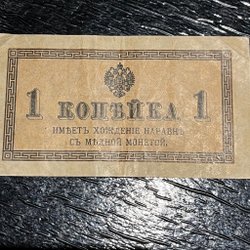 1 КОПѢЙКА 1
ИМѢЕТЪ ХОЖДЕНІЕ НАРАВНѢ
СЪ МѢДНОЙ МОНЕТОЙ.